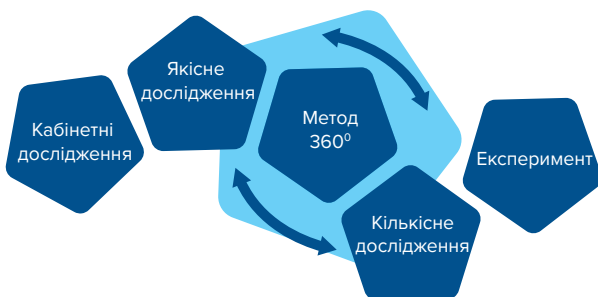 Кабінетні
дослідження
Якісне
дослідження
Метод
360⁰
Кількісне
дослідження
Експеримент